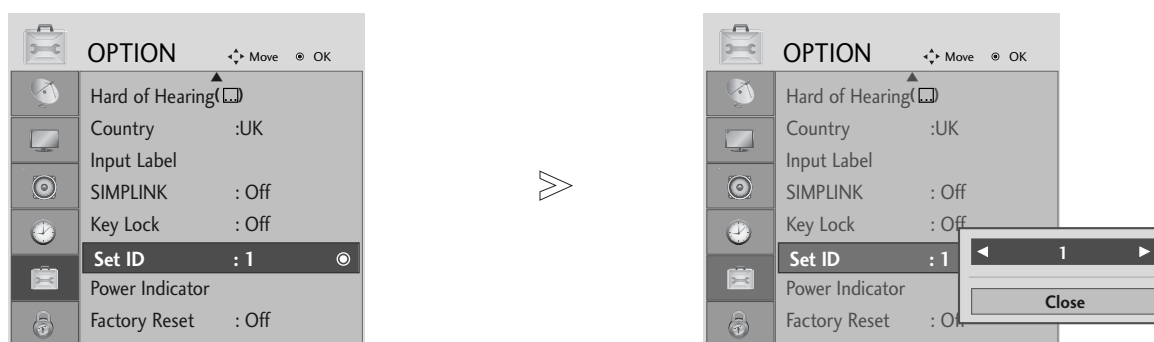 OPTION Move OK
Hard of Hearing( )
Country :UK
Input Label
SIMPLINK : Off
Key Lock : Off
Set ID : 1
Power Indicator
Factory Reset : Off
OPTION Move OK
Hard of Hearing( )
Country :UK
Input Label
SIMPLINK : Off
Key Lock : Off
Set ID : 1
Power Indicator
Factory Reset : Off
◄ 1 ►
Close